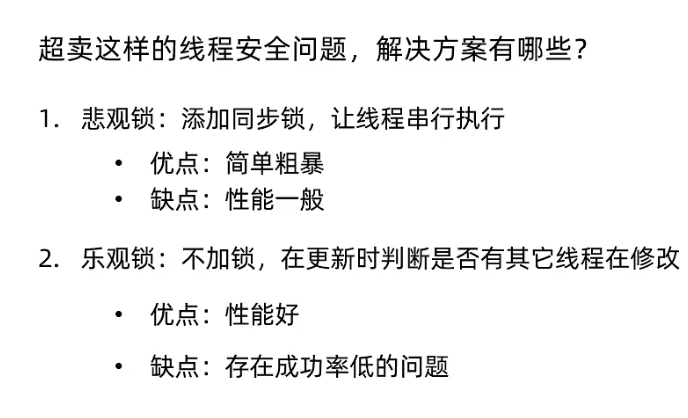 超卖这样的线程安全问题，解决方案有哪些？
1. 悲观锁：添加同步锁，让线程串行执行
• 优点：简单粗暴
• 缺点：性能一般
2. 乐观锁：不加锁，在更新时判断是否有其它线程在修改
• 优点：性能好
• 缺点：存在成功率低的问题